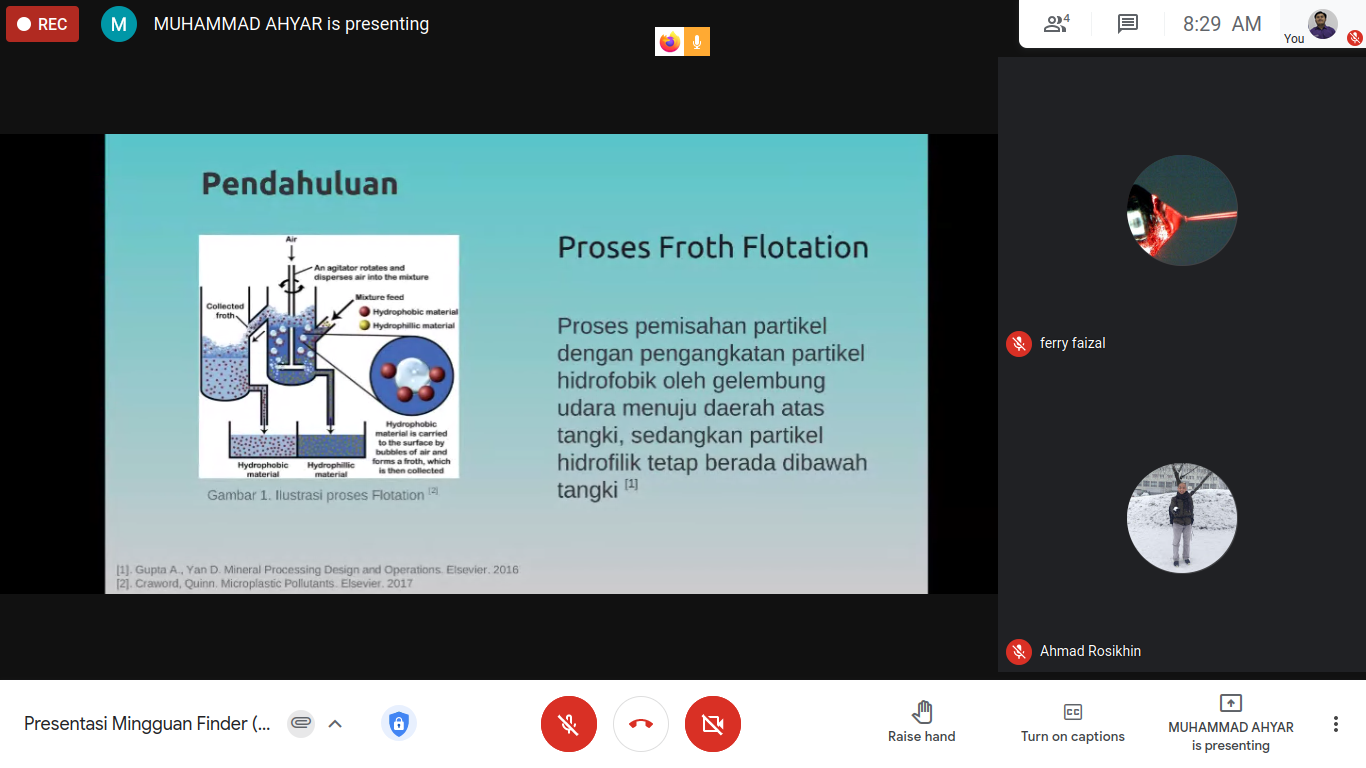 REC
M
MUHAMMAD AHYAR is presenting
4
8:29 AM
You
Pendahuluan
Air
An agitator rotates and
disperses air into the mixture
Mixture feed
Collected
froth
Hydrophobic material
Hydrophillic material
Hydrophobic
material is carried
to the surface by
bubbles of air and
forms a froth, which
is then collected
Hydrophobic
material
Hydrophillic
material
Gambar 1. Ilustrasi proses Flotation [2]
Proses Froth Flotation
Proses pemisahan partikel
dengan pengangkatan partikel
hidrofobik oleh gelembung
udara menuju daerah atas
tangki, sedangkan partikel
hidrofilik tetap berada dibawah
tangki [1]
[1]. Gupta A., Yan D. Mineral Processing Design and Operations. Elsevier. 2016
[2]. Craword, Quinn. Microplastic Pollutants. Elsevier. 2017
ferry faizal
Ahmad Rosikhin
Presentasi Mingguan Finder (...
Raise hand
Turn on captions
MUHAMMAD AHYAR
is presenting